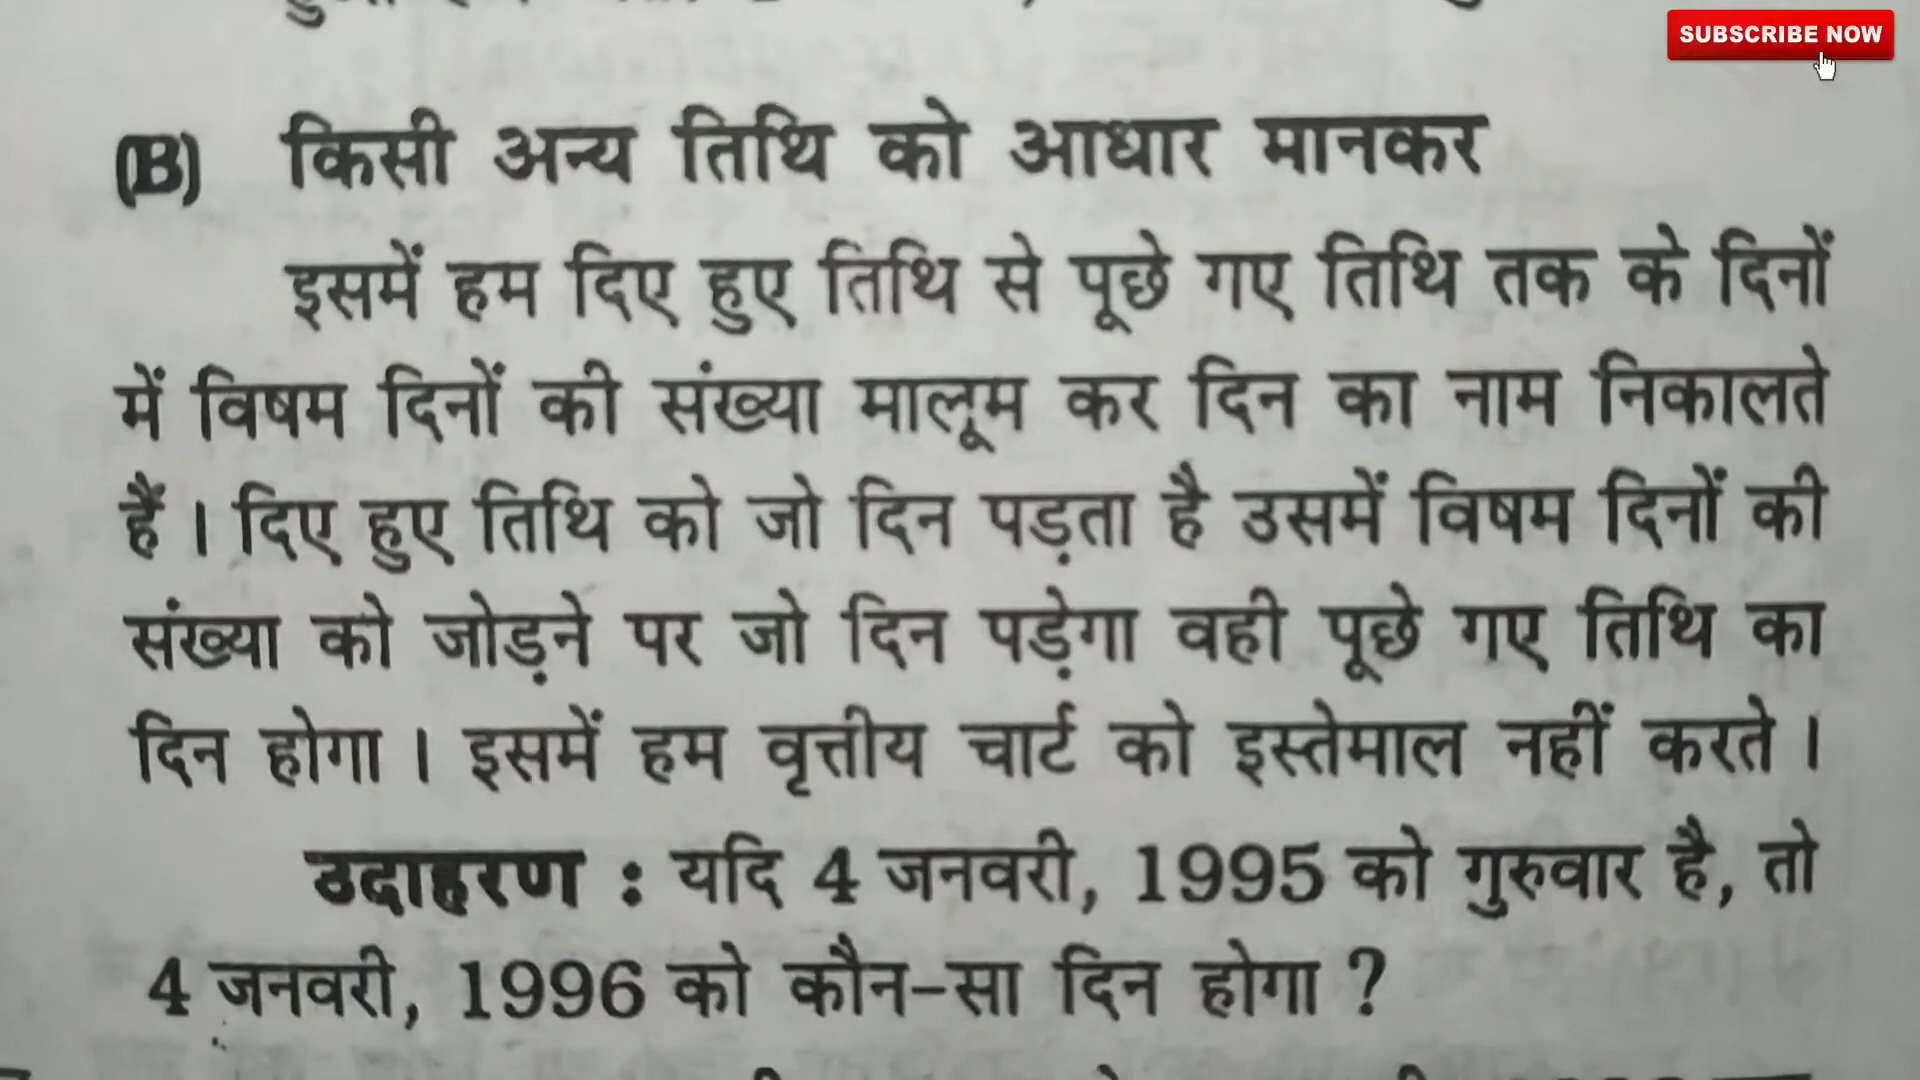 SUBSCRIBE NOW
(B) किसी अन्य तिथि को आधार मानकर
इसमें हम दिए हुए तिथि से पूछे गए तिथि तक के दिनों
में विषम दिनों की संख्या मालूम कर दिन का नाम निकालते
हैं । दिए हुए तिथि को जो दिन पड़ता है उसमें विषम दिनों की
संख्या को जोड़ने पर जो दिन पड़ेगा वही पूछे गए तिथि का
दिन होगा । इसमें हम वृत्तीय चार्ट को इस्तेमाल नहीं करते ।
उदाहरण : यदि 4 जनवरी, 1995 को गुरुवार है, तो
4 जनवरी, 1996 को कौन-सा दिन होगा ?